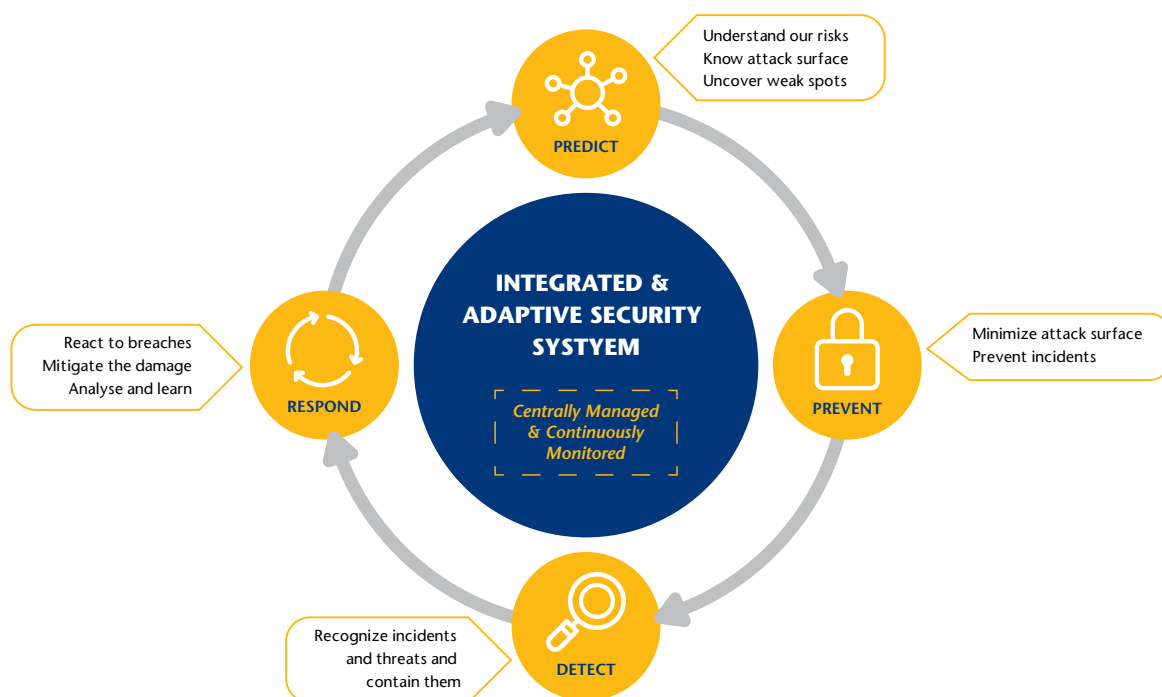 Understand our risks
Know attack surface
Uncover weak spots
PREDICT
INTEGRATED &
ADAPTIVE SECURITY
SYSTYEM
Centrally Managed
& Continuously
Monitored
Minimize attack surface
Prevent incidents
PREVENT
React to breaches
Mitigate the damage
Analyse and learn
RESPOND
Recognize incidents
and threats and
contain them
DETECT